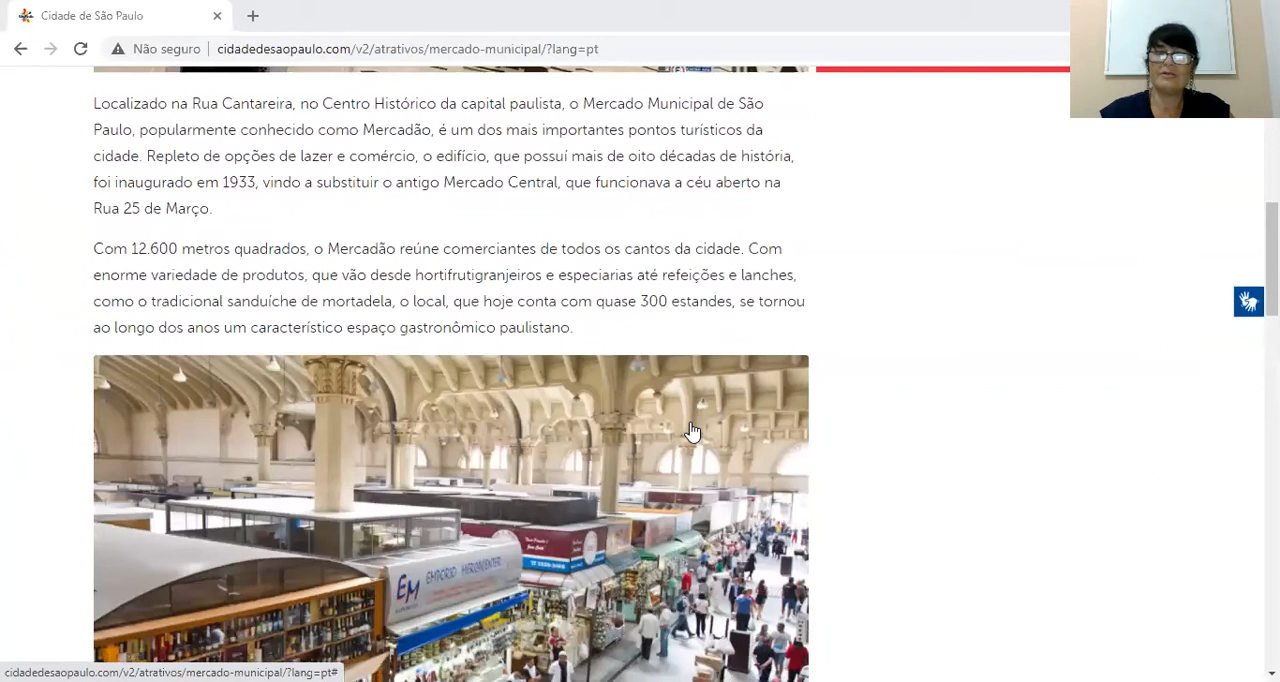 Cidade de São Paulo
Não seguro
cidadedesaopaulo.com/v2/atrativos/mercado-municipal/?lang=pt
Localizado na Rua Cantareira, no Centro Histórico da capital paulista, o Mercado Municipal de São
Paulo, popularmente conhecido como Mercadão, é um dos mais importantes pontos turísticos da
cidade. Repleto de opções de lazer e comércio, o edifício, que possuí mais de oito décadas de história,
foi inaugurado em 1933, vindo a substituir o antigo Mercado Central, que funcionava a céu aberto na
Rua 25 de Março.
Com 12.600 metros quadrados, o Mercadão reúne comerciantes de todos os cantos da cidade. Com
enorme variedade de produtos, que vão desde hortifrutigranjeiros e especiarias até refeições e lanches,
como o tradicional sanduíche de mortadela, o local, que hoje conta com quase 300 estandes, se tornou
ao longo dos anos um característico espaço gastronômico paulistano.
EM
cidadedesaopaulo.com/v2/atrativos/mercado-municipal/?lang=pt#